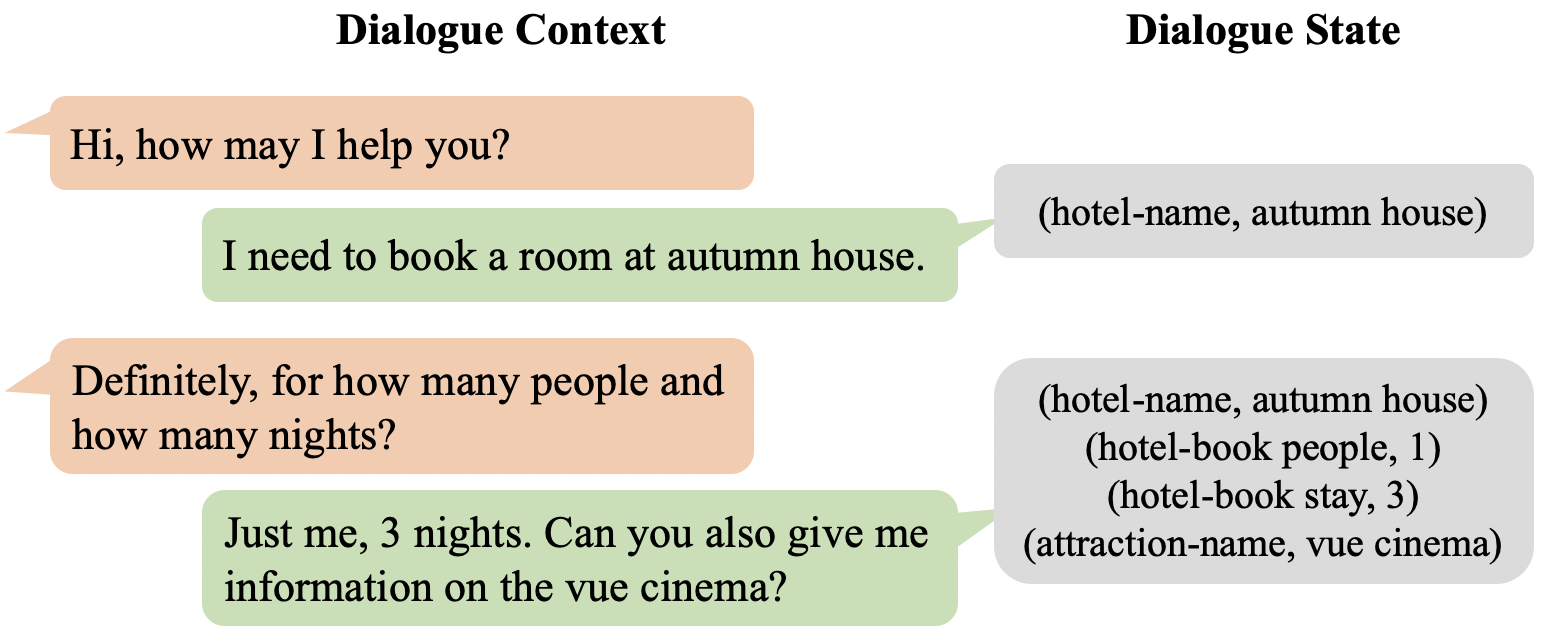 Dialogue Context
Dialogue State
Hi, how may I help you?
I need to book a room at autumn house.
(hotel-name, autumn house)
Definitely, for how many people and
how many nights?
Just me, 3 nights. Can you also give me
information on the vue cinema?
(hotel-name, autumn house)
(hotel-book people, 1)
(hotel-book stay, 3)
(attraction-name, vue cinema)